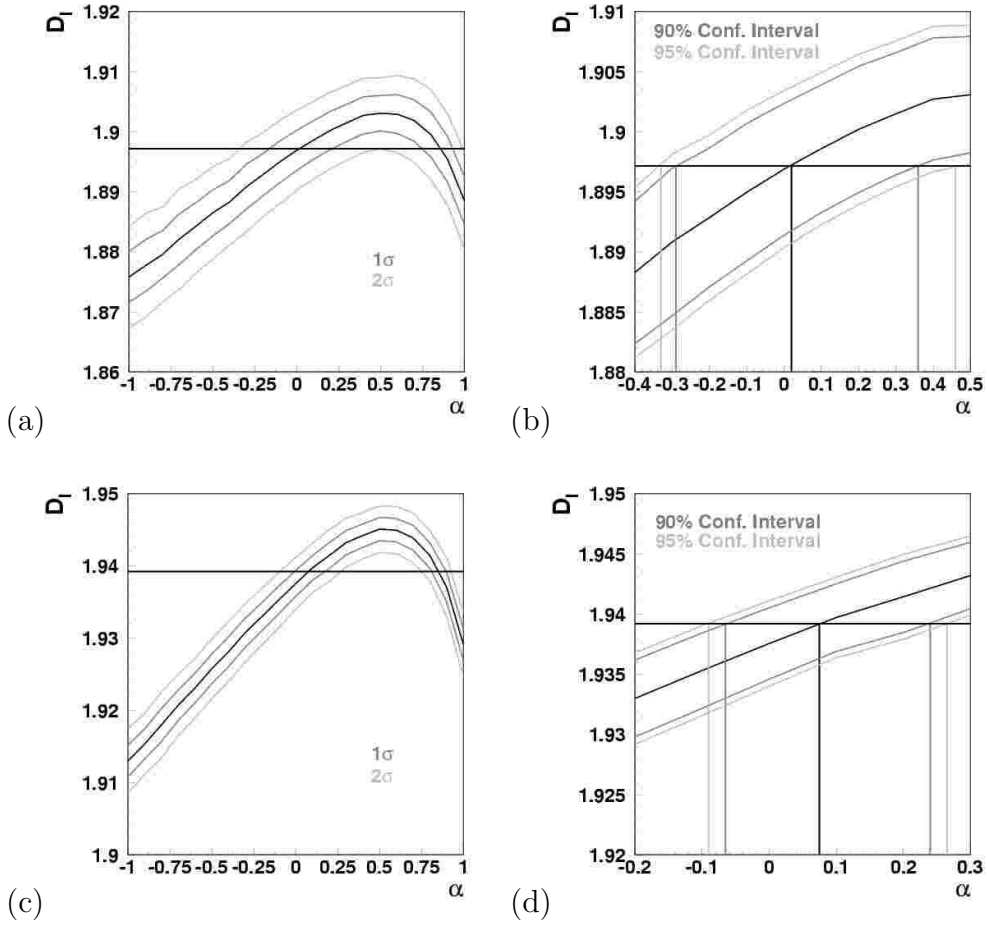 D_I
1.92
1.91
1.9
1.89
1.88
1.87
1.86
1σ
2σ
-1 -0.75 -0.5 -0.25 0 0.25 0.5 0.75 1
α
(a)
D_I
1.91
1.905
1.9
1.895
1.89
1.885
1.88
90% Conf. Interval
95% Conf. Interval
-0.4 -0.3 -0.2 -0.1 0 0.1 0.2 0.3 0.4 0.5
α
(b)
D_I
1.95
1.94
1.93
1.92
1.91
1.9
1σ
2σ
-1 -0.75 -0.5 -0.25 0 0.25 0.5 0.75 1
α
(c)
D_I
1.95
1.945
1.94
1.935
1.93
1.925
1.92
90% Conf. Interval
95% Conf. Interval
-0.2 -0.1 0 0.1 0.2 0.3
α
(d)